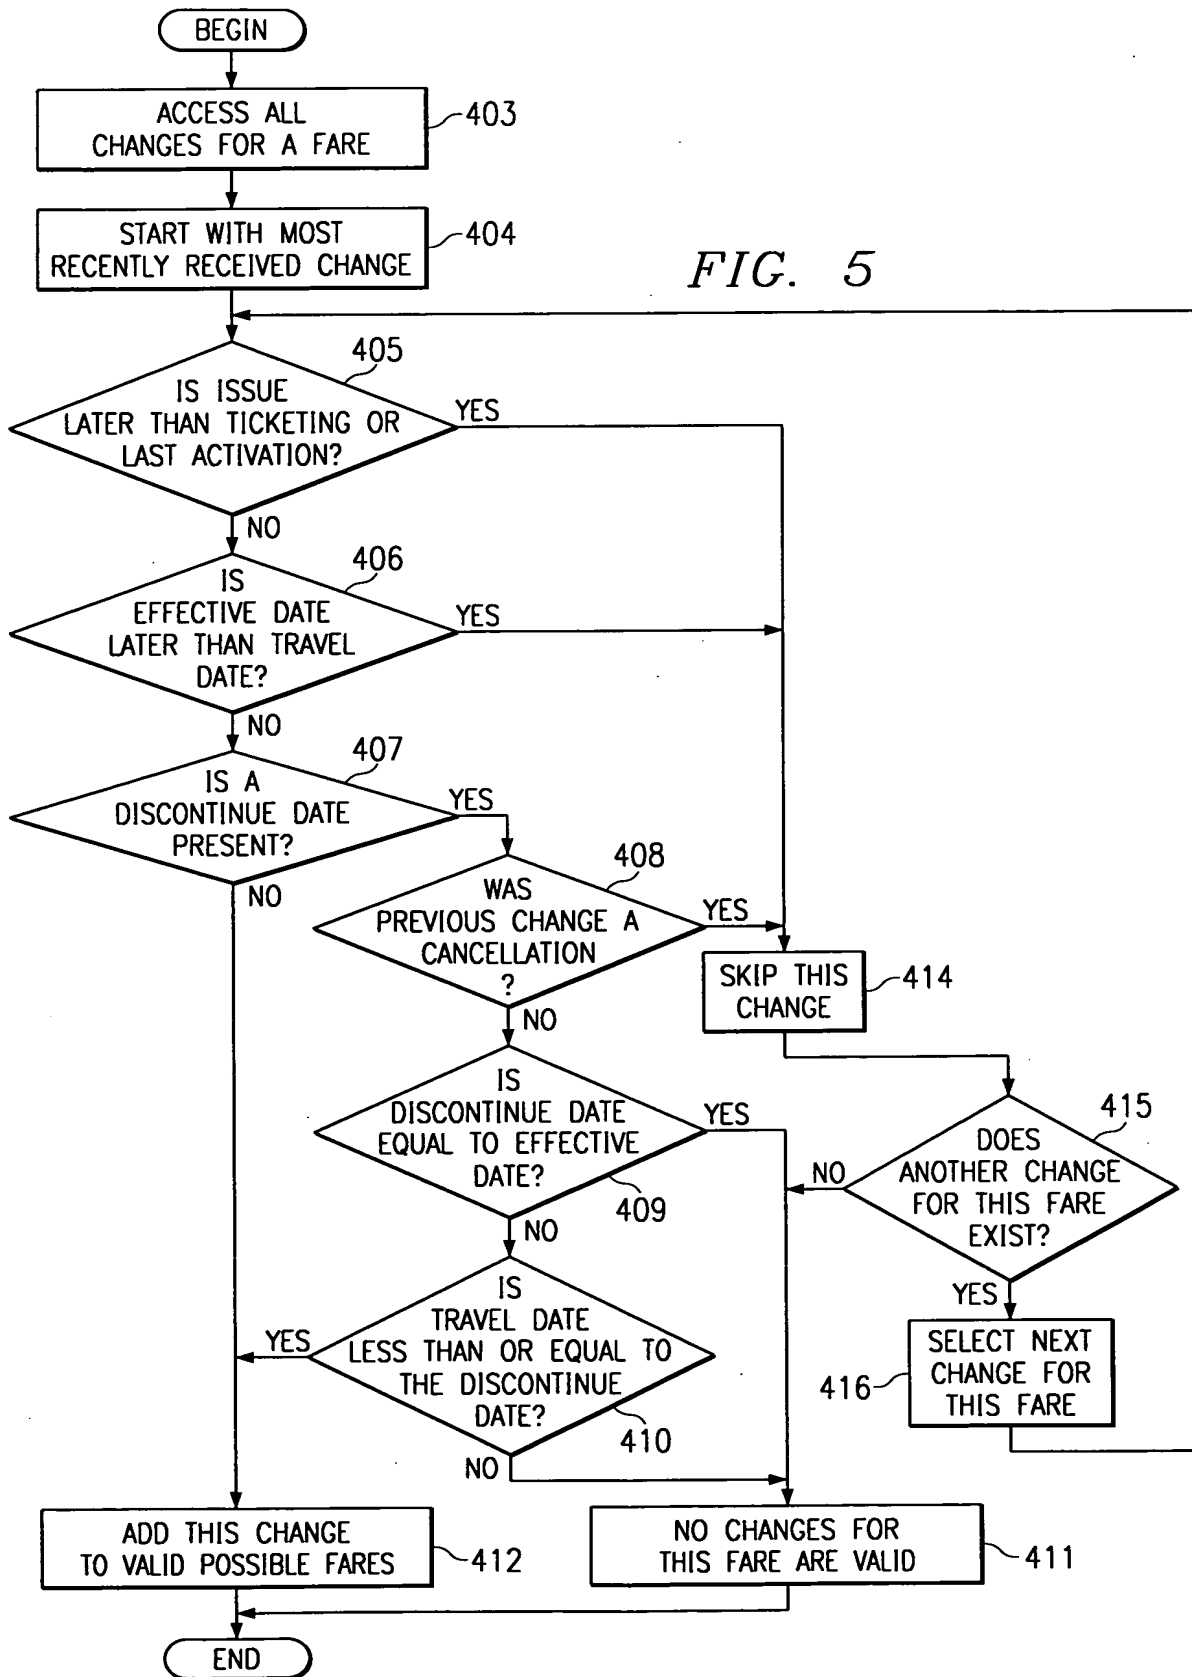 BEGIN
ACCESS ALL
CHANGES FOR A FARE
403
START WITH MOST
RECENTLY RECEIVED CHANGE
404
FIG. 5
405
IS ISSUE
LATER THAN TICKETING OR
LAST ACTIVATION?
YES
NO
406
IS
EFFECTIVE DATE
LATER THAN TRAVEL
DATE?
YES
NO
407
IS A
DISCONTINUE DATE
PRESENT?
YES
NO
408
WAS
PREVIOUS CHANGE A
CANCELLATION
?
YES
NO
SKIP THIS
CHANGE
414
IS
DISCONTINUE DATE
EQUAL TO EFFECTIVE
DATE?
YES
409
NO
415
DOES
ANOTHER CHANGE
FOR THIS FARE
EXIST?
NO
YES
IS
TRAVEL DATE
LESS THAN OR EQUAL TO
THE DISCONTINUE
DATE?
YES
410
NO
SELECT NEXT
CHANGE FOR
THIS FARE
416
ADD THIS CHANGE
TO VALID POSSIBLE FARES
412
NO CHANGES FOR
THIS FARE ARE VALID
411
END